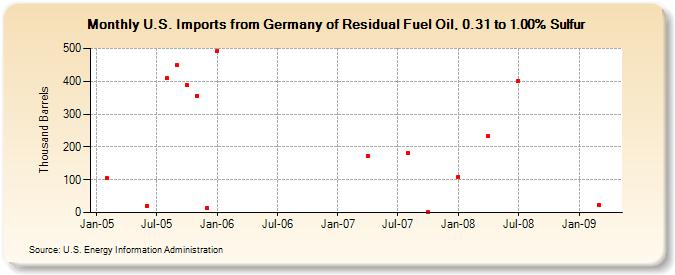 Monthly U.S. Imports from Germany of Residual Fuel Oil, 0.31 to 1.00% Sulfur
Thousand Barrels
500
400
300
200
100
0
Jan-05 Jul-05 Jan-06 Jul-06 Jan-07 Jul-07 Jan-08 Jul-08 Jan-09
Source: U.S. Energy Information Administration